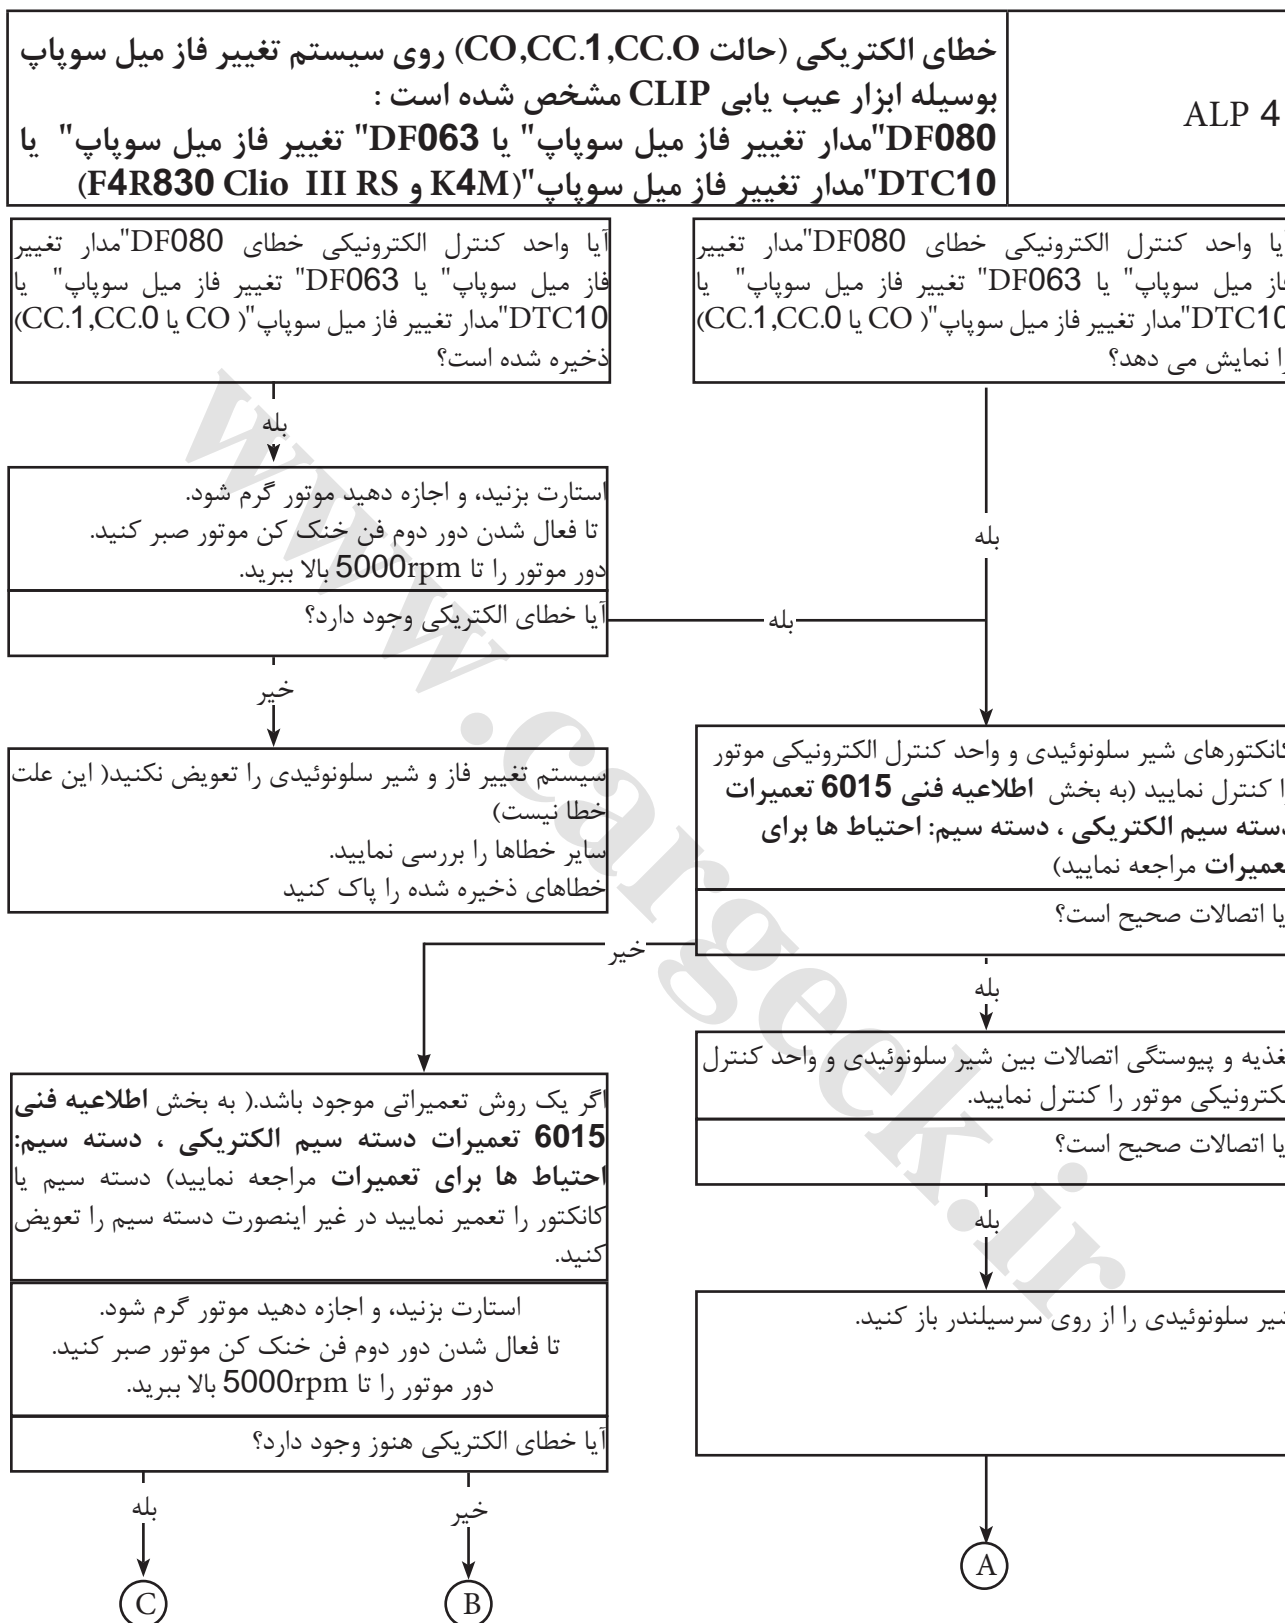 خطای الکتریکی (حالت CO,CC.1,CC.O) روی سیستم تغییر فاز میل سوپاپ
بوسیله ابزار عیب یابی CLIP مشخص شده است :
DF080"مدار تغییر فاز میل سوپاپ" یا DF063" تغییر فاز میل سوپاپ" یا
DTC10"مدار تغییر فاز میل سوپاپ"(K4M و F4R830 Clio III RS)
ALP 4
یا واحد کنترل الکترونیکی خطای DF080"مدار تغییر
فاز میل سوپاپ" یا DF063" تغییر فاز میل سوپاپ" یا
DTC10"مدار تغییر فاز میل سوپاپ"( CO یا CC.1,CC.0)
را نمایش می دهد؟
آیا واحد کنترل الکترونیکی خطای DF080"مدار تغییر
فاز میل سوپاپ" یا DF063" تغییر فاز میل سوپاپ" یا
DTC10"مدار تغییر فاز میل سوپاپ"( CO یا CC.1,CC.0)
ذخیره شده است؟
بله
بله
استارت بزنید، و اجازه دهید موتور گرم شود.
تا فعال شدن دور دوم فن خنک کن موتور صبر کنید.
دور موتور را تا 5000rpm بالا ببرید.
آیا خطای الکتریکی وجود دارد؟
بله
خیر
سیستم تغییر فاز و شیر سلونوئیدی را تعویض نکنید( این علت
خطا نیست)
سایر خطاها را بررسی نمایید.
خطاهای ذخیره شده را پاک کنید
کانکتورهای شیر سلونوئیدی و واحد کنترل الکترونیکی موتور
را کنترل نمایید (به بخش اطلاعیه فنی 6015 تعمیرات
دسته سیم الکتریکی ، دسته سیم: احتیاط ها برای
تعمیرات مراجعه نمایید)
یا اتصالات صحیح است؟
خیر
بله
غذیه و پیوستگی اتصالات بین شیر سلونوئیدی و واحد کنترل
لکترونیکی موتور را کنترل نمایید.
یا اتصالات صحیح است؟
بله
شیر سلونوئیدی را از روی سرسیلندر باز کنید.
A
اگر یک روش تعمیراتی موجود باشد.( به بخش اطلاعیه فنی
6015 تعمیرات دسته سیم الکتریکی ، دسته سیم:
احتیاط ها برای تعمیرات مراجعه نمایید) دسته سیم یا
کانکتور را تعمیر نمایید در غیر اینصورت دسته سیم را تعویض
کنید.
استارت بزنید، و اجازه دهید موتور گرم شود.
تا فعال شدن دور دوم فن خنک کن موتور صبر کنید.
دور موتور را تا 5000rpm بالا ببرید.
آیا خطای الکتریکی هنوز وجود دارد؟
خیر
بله
B
C
www.cargeek.ir